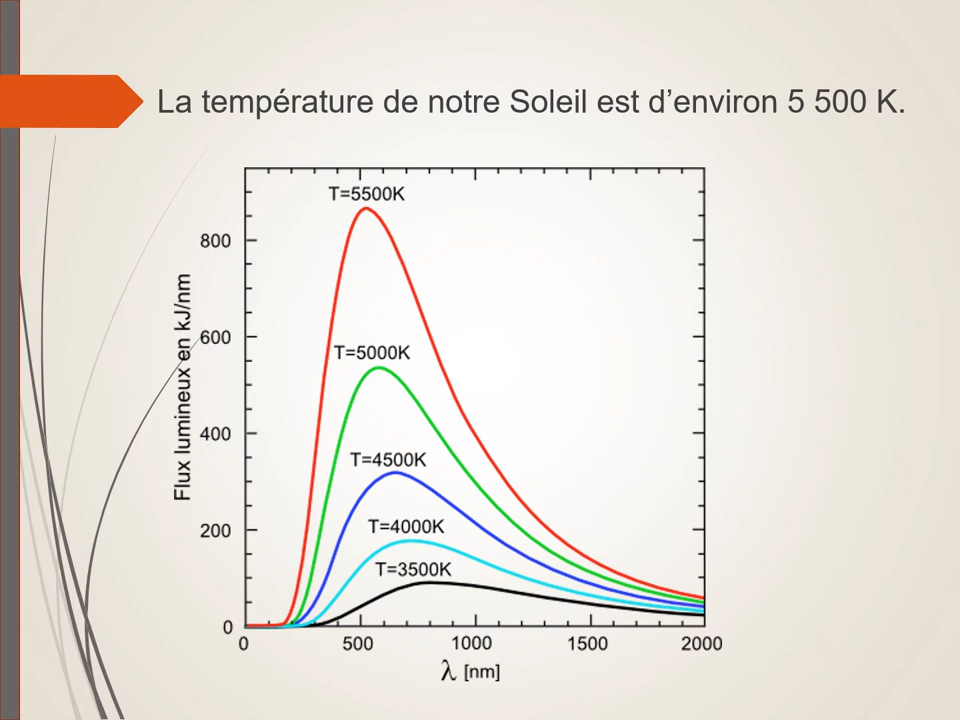 La température de notre Soleil est d’environ 5 500 K.
T=5500K
800
Flux lumineux en kJ/nm
600
T=5000K
400
T=4500K
200
T=4000K
T=3500K
0
0 500 1000 1500 2000
λ [nm]